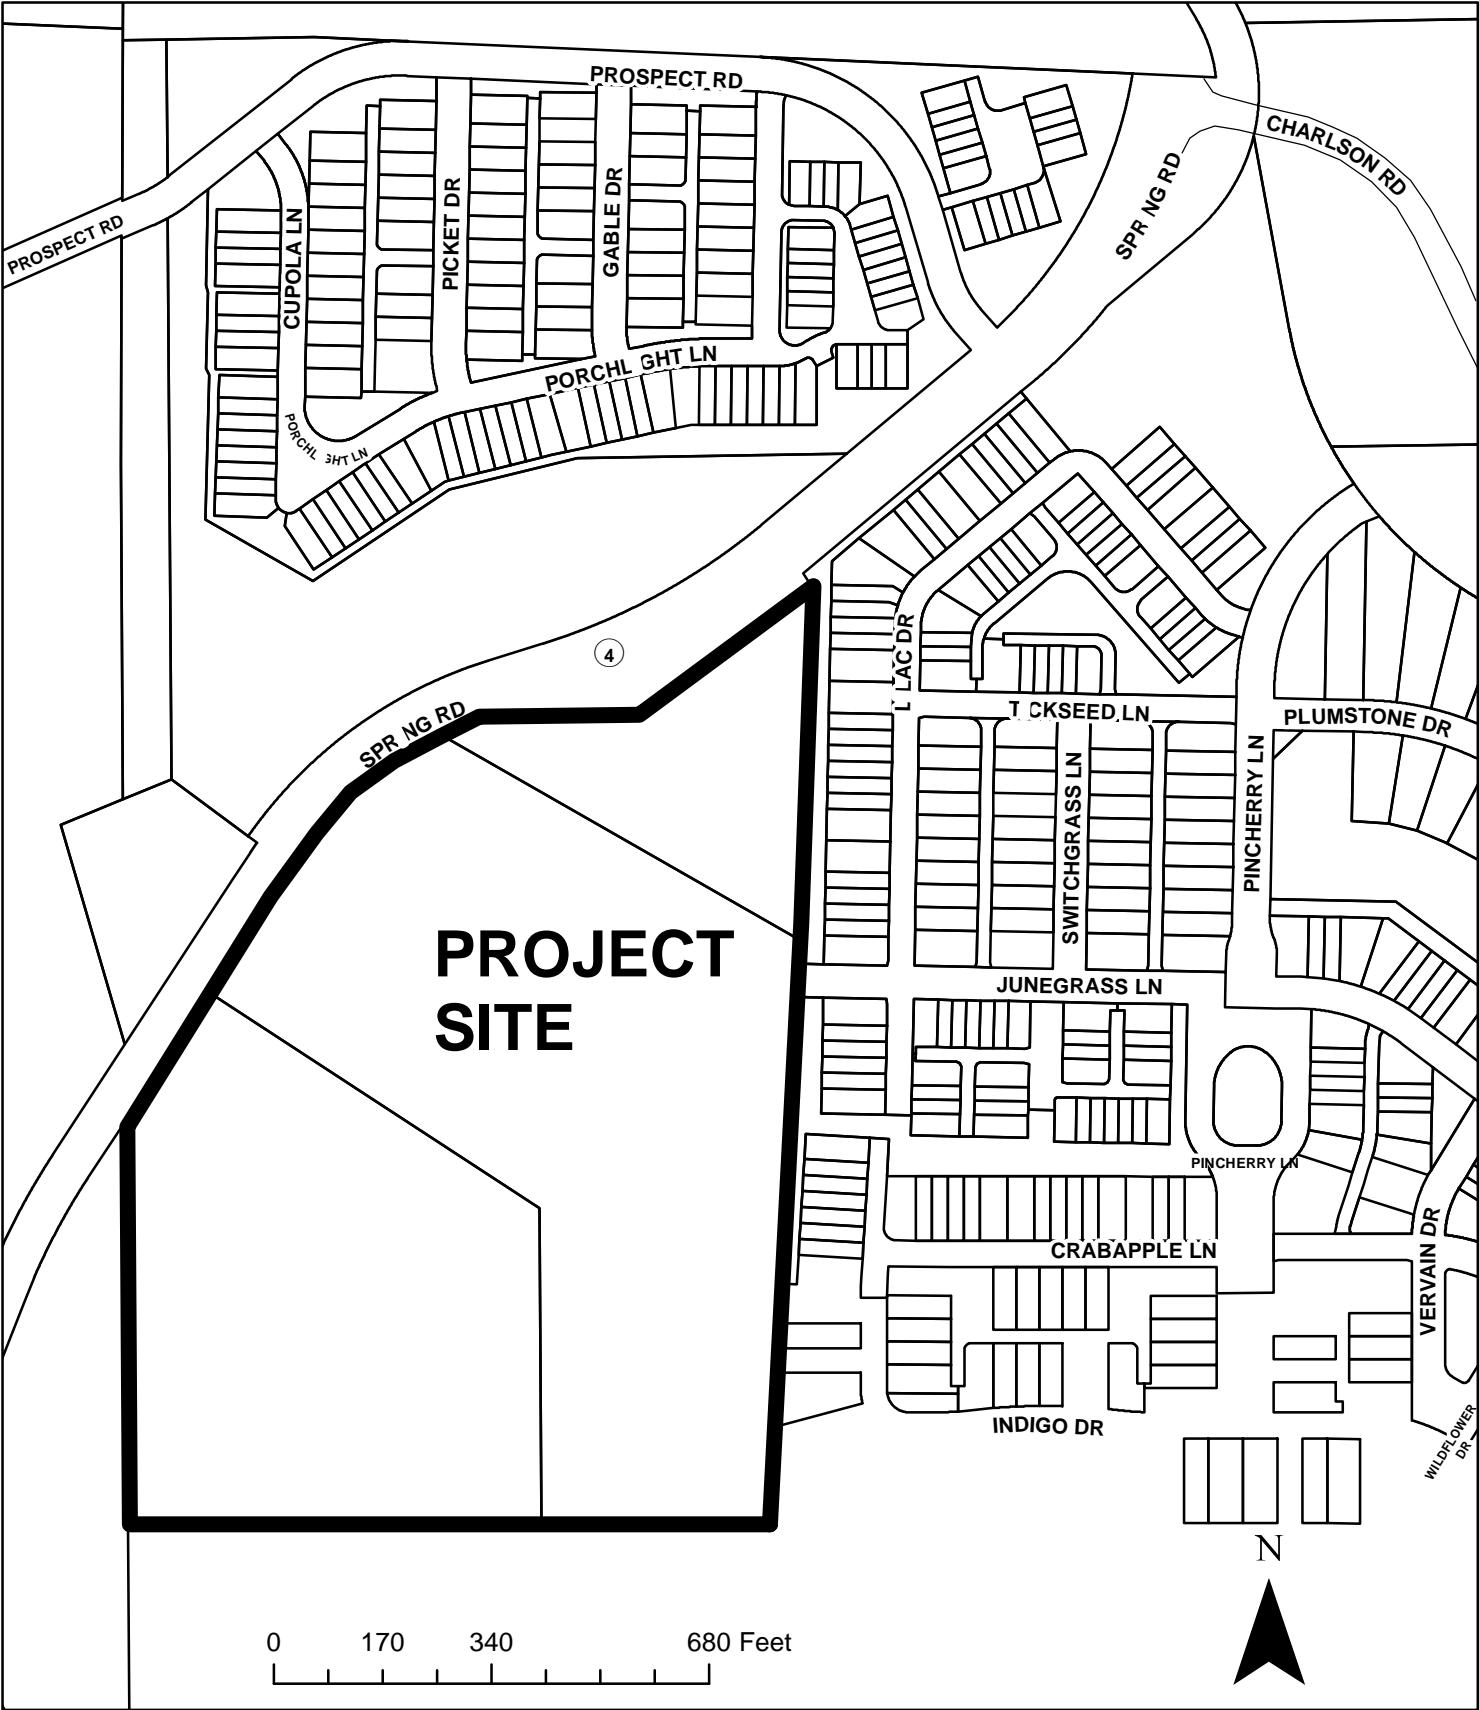 PROSPECT RD
CHARLSON RD
SPR NG RD
PROSPECT RD
CUPOLA LN
PICKET DR
GABLE DR
PORCHL GHT LN
PORCHL GHT LN
4
SPR NG RD
L LAC DR
T CKSEED LN
PLUMSTONE DR
SWITCHGRASS LN
PINCHERRY LN
PROJECT
SITE
JUNEGRASS LN
PINCHERRY LN
CRABAPPLE LN
VERVAIN DR
INDIGO DR
WILDFLOWER
DR
N
0 170 340 680 Feet